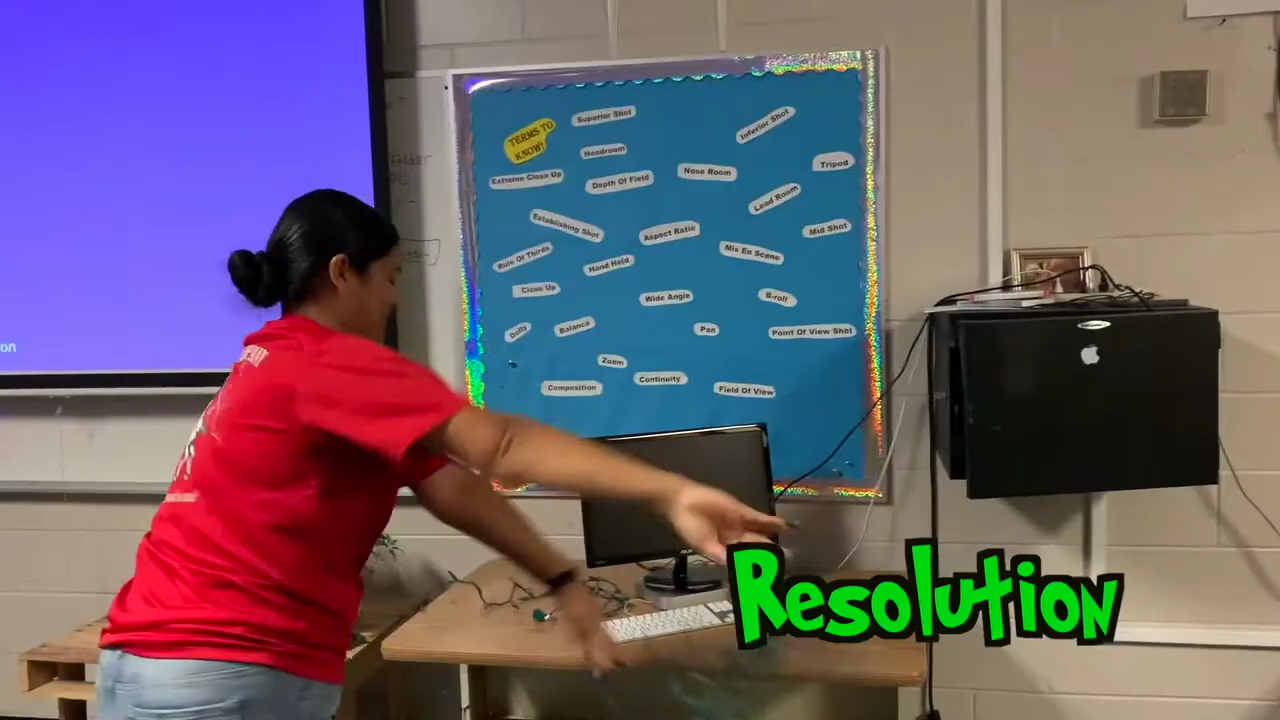 TERMS TO
KNOW!
Superior Shot
Inferior Shot
Headroom
Tripod
Extreme Close Up
Depth Of Field
Nose Room
Lead Room
Establishing Shot
Aspect Ratio
Mid Shot
Rule Of Thirds
Hand Held
Mis En Scene
Close Up
Wide Angle
B-roll
Dolly
Balance
Pan
Point Of View Shot
Zoom
Composition
Continuity
Field Of View
on
Resolution